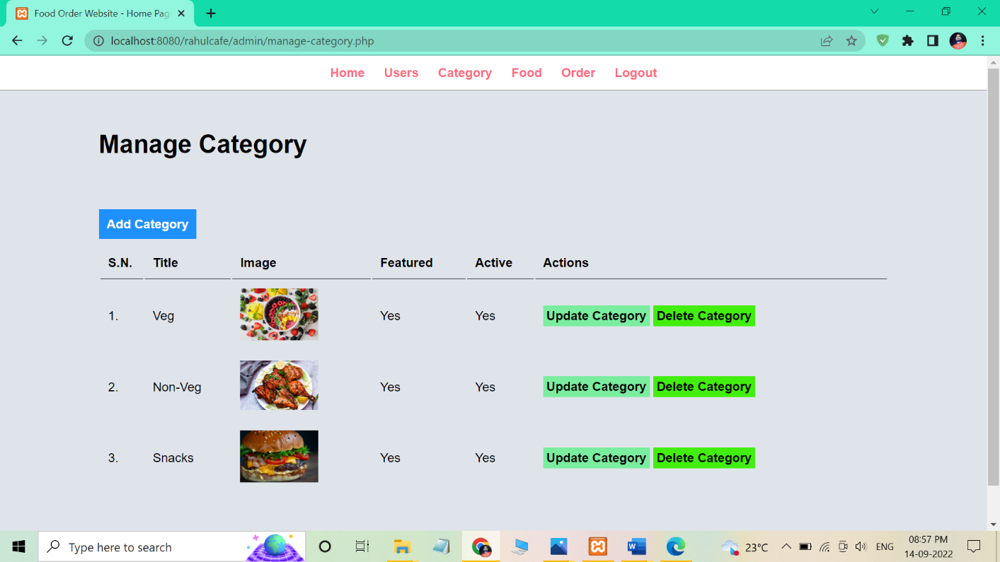 Food Order Website - Home Pag
localhost:8080/rahulcafe/admin/manage-category.php
Home Users Category Food Order Logout
Manage Category
Add Category
S.N. Title Image Featured Active Actions
1. Veg Yes Yes Update Category Delete Category
2. Non-Veg Yes Yes Update Category Delete Category
3. Snacks Yes Yes Update Category Delete Category
Type here to search
23°C
ENG
08:57 PM
14-09-2022